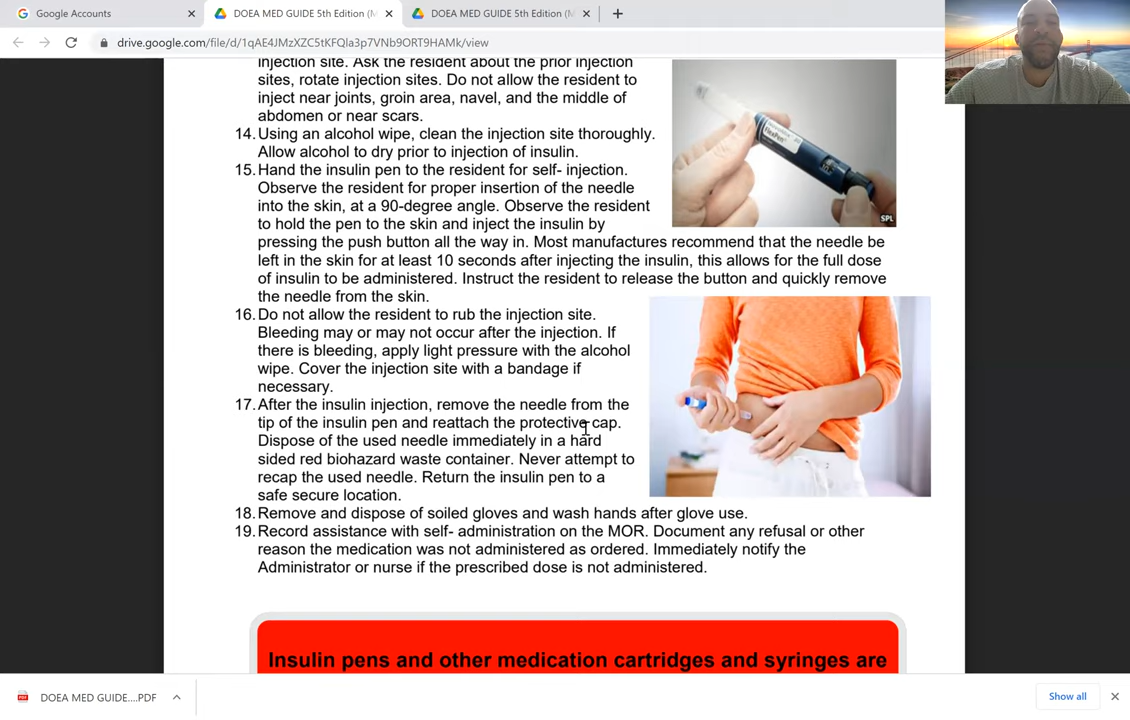 Google Accounts
DOEA MED GUIDE 5th Edition (M
DOEA MED GUIDE 5th Edition (M
drive.google.com/file/d/1qAE4JMzXZC5tKFQla3p7VNb9ORT9HAMk/view
injection site. Ask the resident about the prior injection
sites, rotate injection sites. Do not allow the resident to
inject near joints, groin area, navel, and the middle of
abdomen or near scars.
14. Using an alcohol wipe, clean the injection site thoroughly.
Allow alcohol to dry prior to injection of insulin.
15. Hand the insulin pen to the resident for self- injection.
Observe the resident for proper insertion of the needle
into the skin, at a 90-degree angle. Observe the resident
to hold the pen to the skin and inject the insulin by
pressing the push button all the way in. Most manufactures recommend that the needle be
left in the skin for at least 10 seconds after injecting the insulin, this allows for the full dose
of insulin to be administered. Instruct the resident to release the button and quickly remove
the needle from the skin.
SPL
16. Do not allow the resident to rub the injection site.
Bleeding may or may not occur after the injection. If
there is bleeding, apply light pressure with the alcohol
wipe. Cover the injection site with a bandage if
necessary.
17. After the insulin injection, remove the needle from the
tip of the insulin pen and reattach the protective cap.
Dispose of the used needle immediately in a hard
sided red biohazard waste container. Never attempt to
recap the used needle. Return the insulin pen to a
safe secure location.
18. Remove and dispose of soiled gloves and wash hands after glove use.
19. Record assistance with self- administration on the MOR. Document any refusal or other
reason the medication was not administered as ordered. Immediately notify the
Administrator or nurse if the prescribed dose is not administered.
Insulin pens and other medication cartridges and syringes are
DOEA MED GUIDE....PDF
Show all